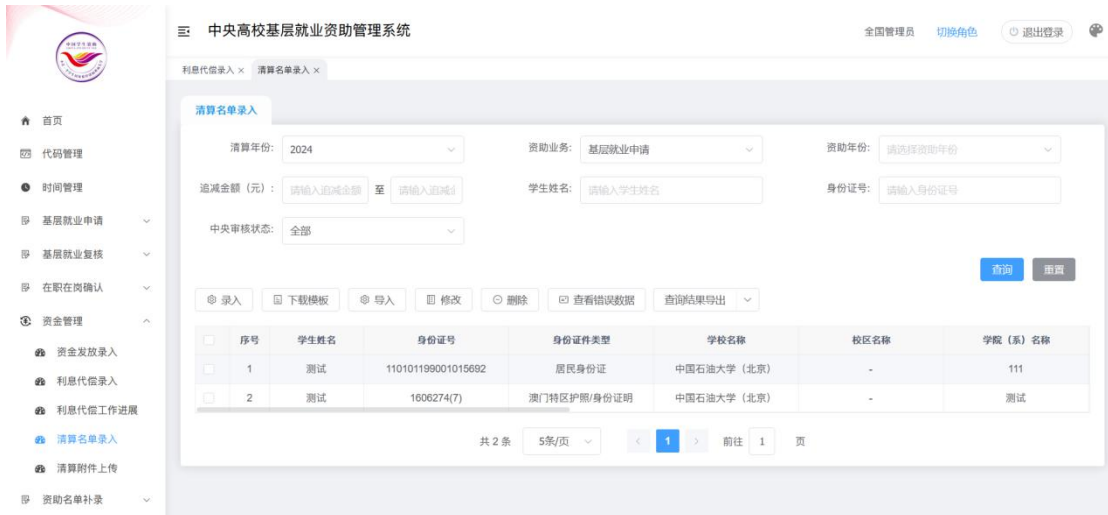 中央高校基层就业资助管理系统
全国管理员 切换角色 退出登录
利息代偿录入 × 清算名单录入 ×
首页
代码管理
时间管理
基层就业申请
基层就业复核
在职在岗确认
资金管理
资金发放录入
利息代偿录入
利息代偿工作进展
清算名单录入
清算附件上传
资助名单补录
清算名单录入
清算年份: 2024 资助业务: 基层就业申请 资助年份: 请选择资助年份
追减金额（元）: 请输入追减金额 至 请输入追减 学生姓名: 请输入学生姓名 身份证号: 请输入身份证号
中央审核状态: 全部
查询 重置
录入 下载模板 导入 修改 删除 查看错误数据 查询结果导出
序号 学生姓名 身份证号 身份证件类型 学校名称 校区名称 学院（系）名称
1 测试 110101199001015692 居民身份证 中国石油大学（北京） - 111
2 测试 1606274(7) 澳门特区护照/身份证明 中国石油大学（北京） - 测试
共 2 条 5条/页 < 1 > 前往 1 页